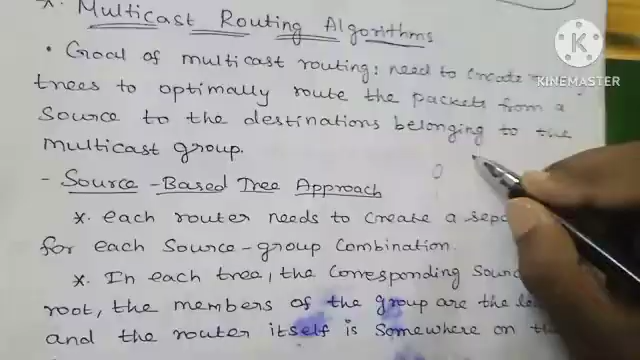 *. Multicast Routing Algorithms
• Goal of multicast routing: need to create
trees to optimally route the packets from a
Source to the destinations belonging to the
multicast group.
- Source-Based Tree Approach
*. each router needs to create a
for each Source-group Combination.
*. In each tree, the Corresponding
root, the members of the group are the
and the router itself is somewhere on
KINEMASTER